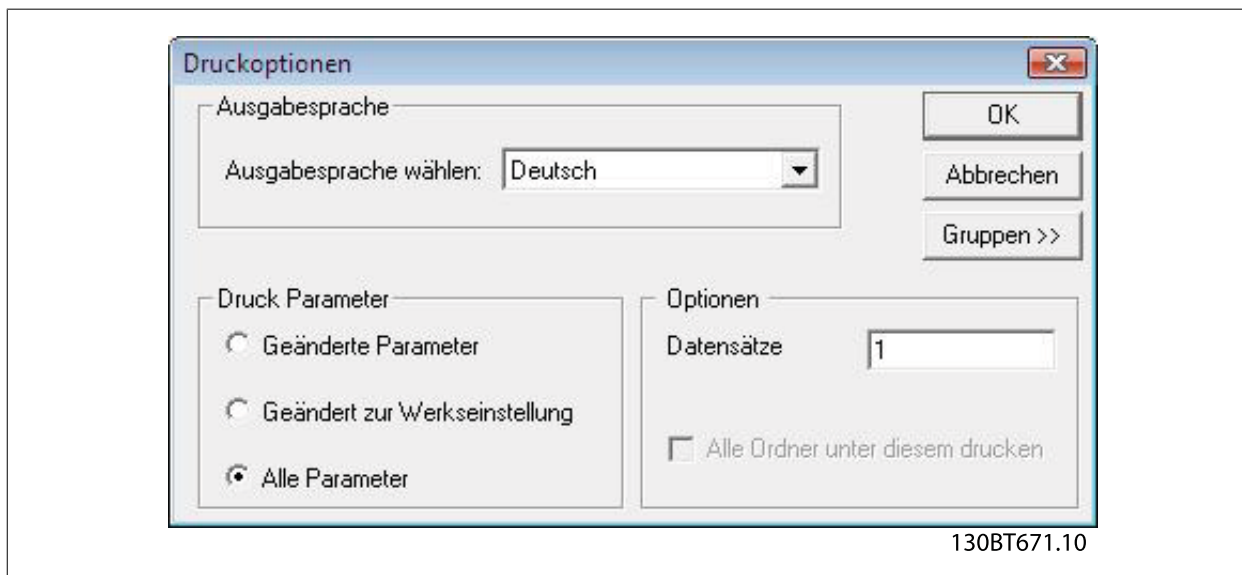 Druckoptionen
Ausgabesprache
Ausgabesprache wählen: Deutsch
OK
Abbrechen
Gruppen >>
Druck Parameter
Geänderte Parameter
Geändert zur Werkseinstellung
Alle Parameter
Optionen
Datensätze 1
Alle Ordner unter diesem drucken
130BT671.10